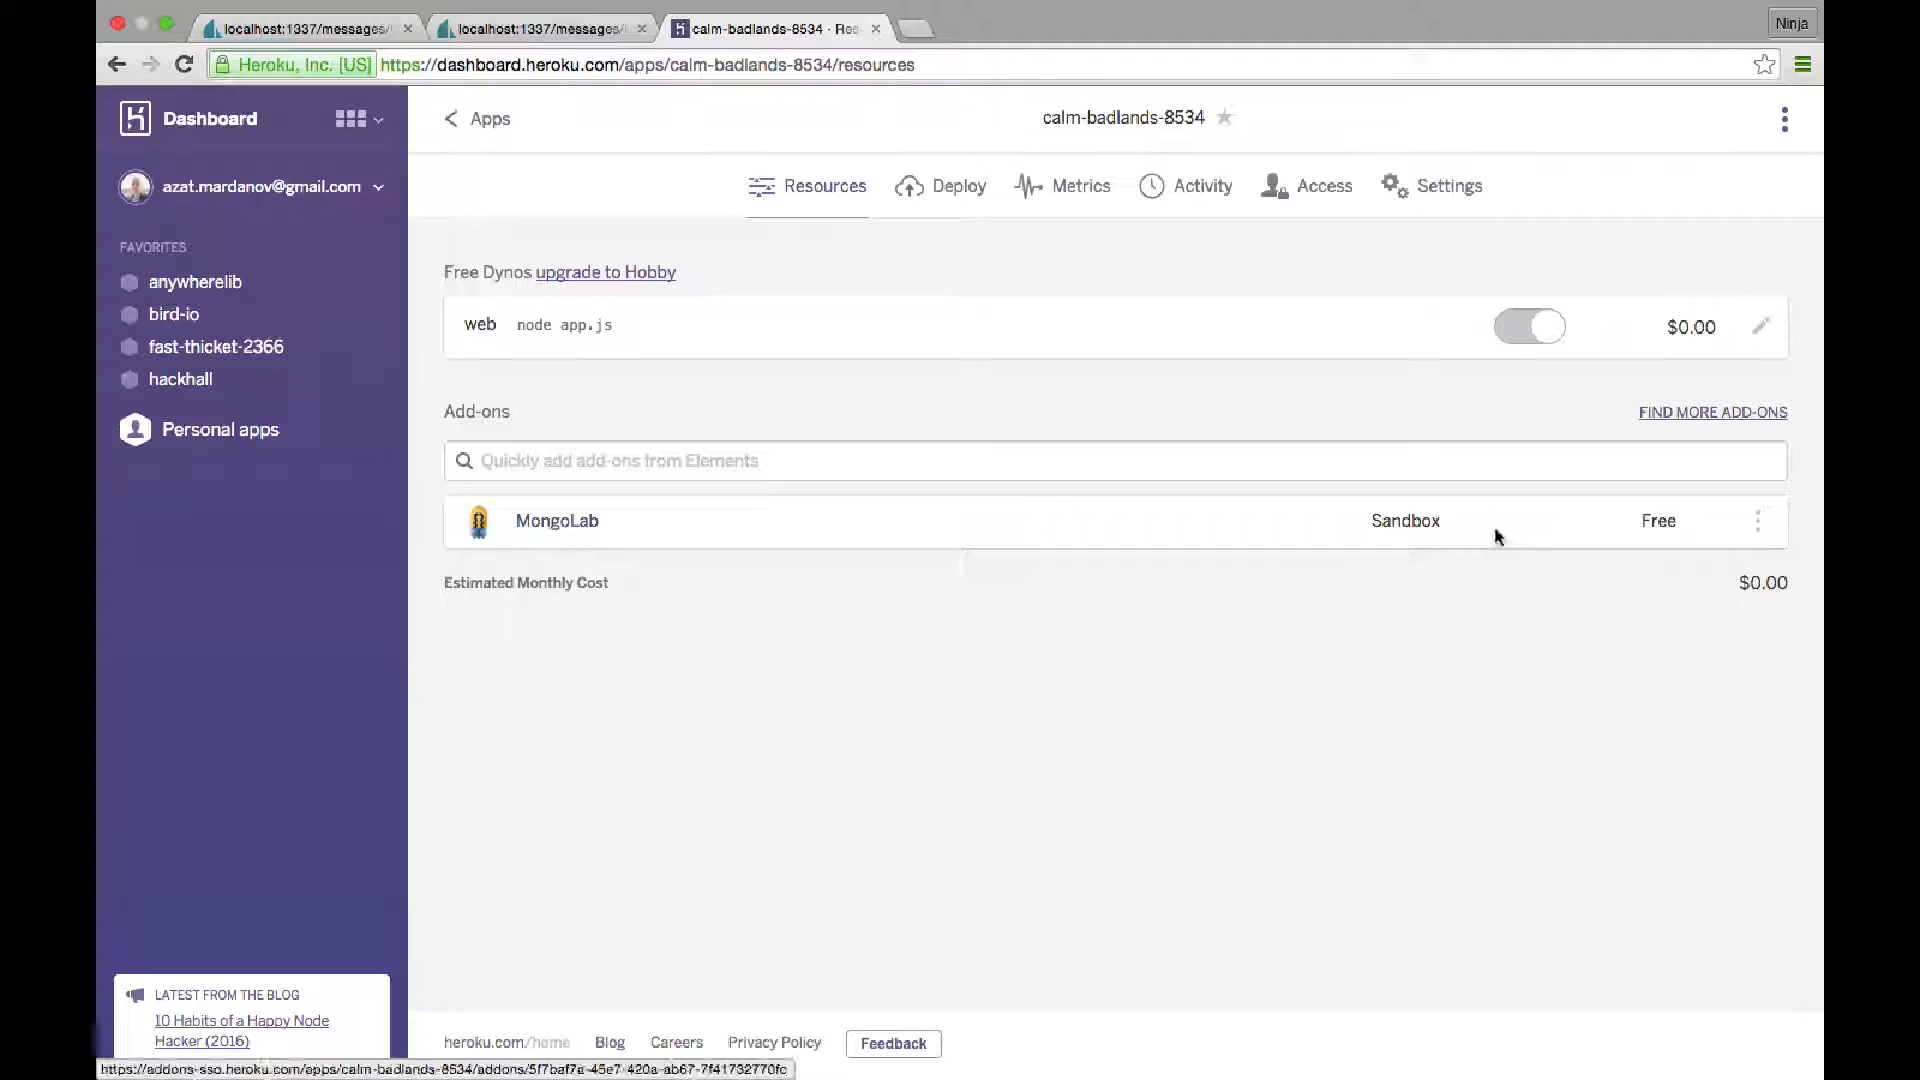 localhost:1337/messages/
localhost:1337/messages/
calm-badlands-8534 · Res
Ninja
Heroku, Inc. [US] https://dashboard.heroku.com/apps/calm-badlands-8534/resources
Dashboard
Apps
calm-badlands-8534
azat.mardanov@gmail.com
Resources
Deploy
Metrics
Activity
Access
Settings
FAVORITES
anywherelib
bird-io
fast-thicket-2366
hackhall
Personal apps
Free Dynos upgrade to Hobby
web node app.js $0.00
Add-ons FIND MORE ADD-ONS
Quickly add add-ons from Elements
MongoLab Sandbox Free
Estimated Monthly Cost $0.00
LATEST FROM THE BLOG
10 Habits of a Happy Node
Hacker (2016)
heroku.com/home Blog Careers Privacy Policy Feedback
https://addons-sso.heroku.com/apps/calm-badlands-8534/addons/5f7baf7a-45e7-420a-ab67-7f41732770fc